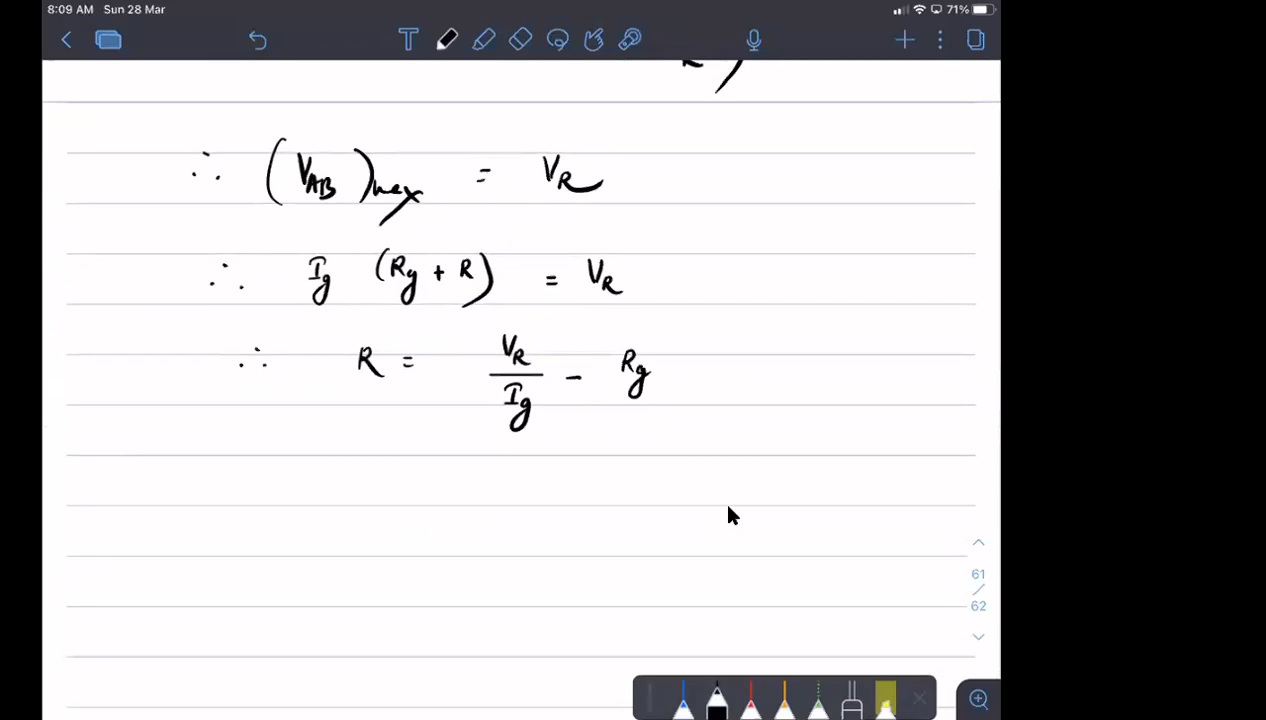 8:09 AM Sun 28 Mar
71%
T
∴ (V_AB)max = V_R
∴ I_g (R_g + R) = V_R
∴ R = V_R / I_g - R_g
61
/
62